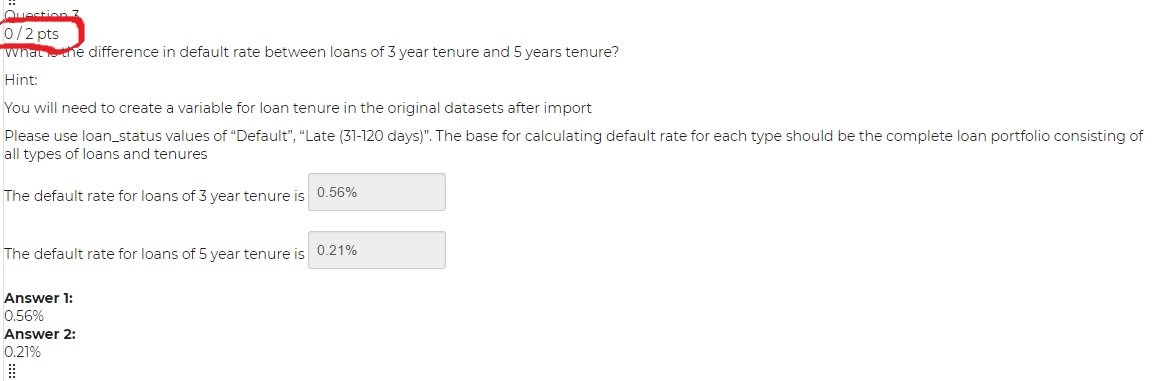 Question 3
0 / 2 pts
What is the difference in default rate between loans of 3 year tenure and 5 years tenure?
Hint:
You will need to create a variable for loan tenure in the original datasets after import
Please use loan_status values of “Default”, “Late (31-120 days)”. The base for calculating default rate for each type should be the complete loan portfolio consisting of
all types of loans and tenures
The default rate for loans of 3 year tenure is 0.56%
The default rate for loans of 5 year tenure is 0.21%
Answer 1:
0.56%
Answer 2:
0.21%